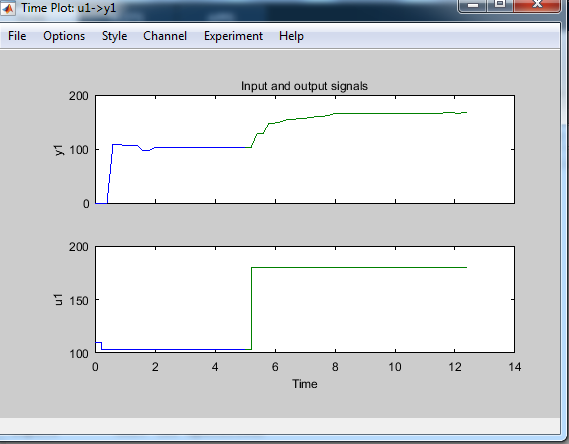 Time Plot: u1->y1
File Options Style Channel Experiment Help
Input and output signals
200
100
0
y1
200
150
100
u1
0 2 4 6 8 10 12 14
Time